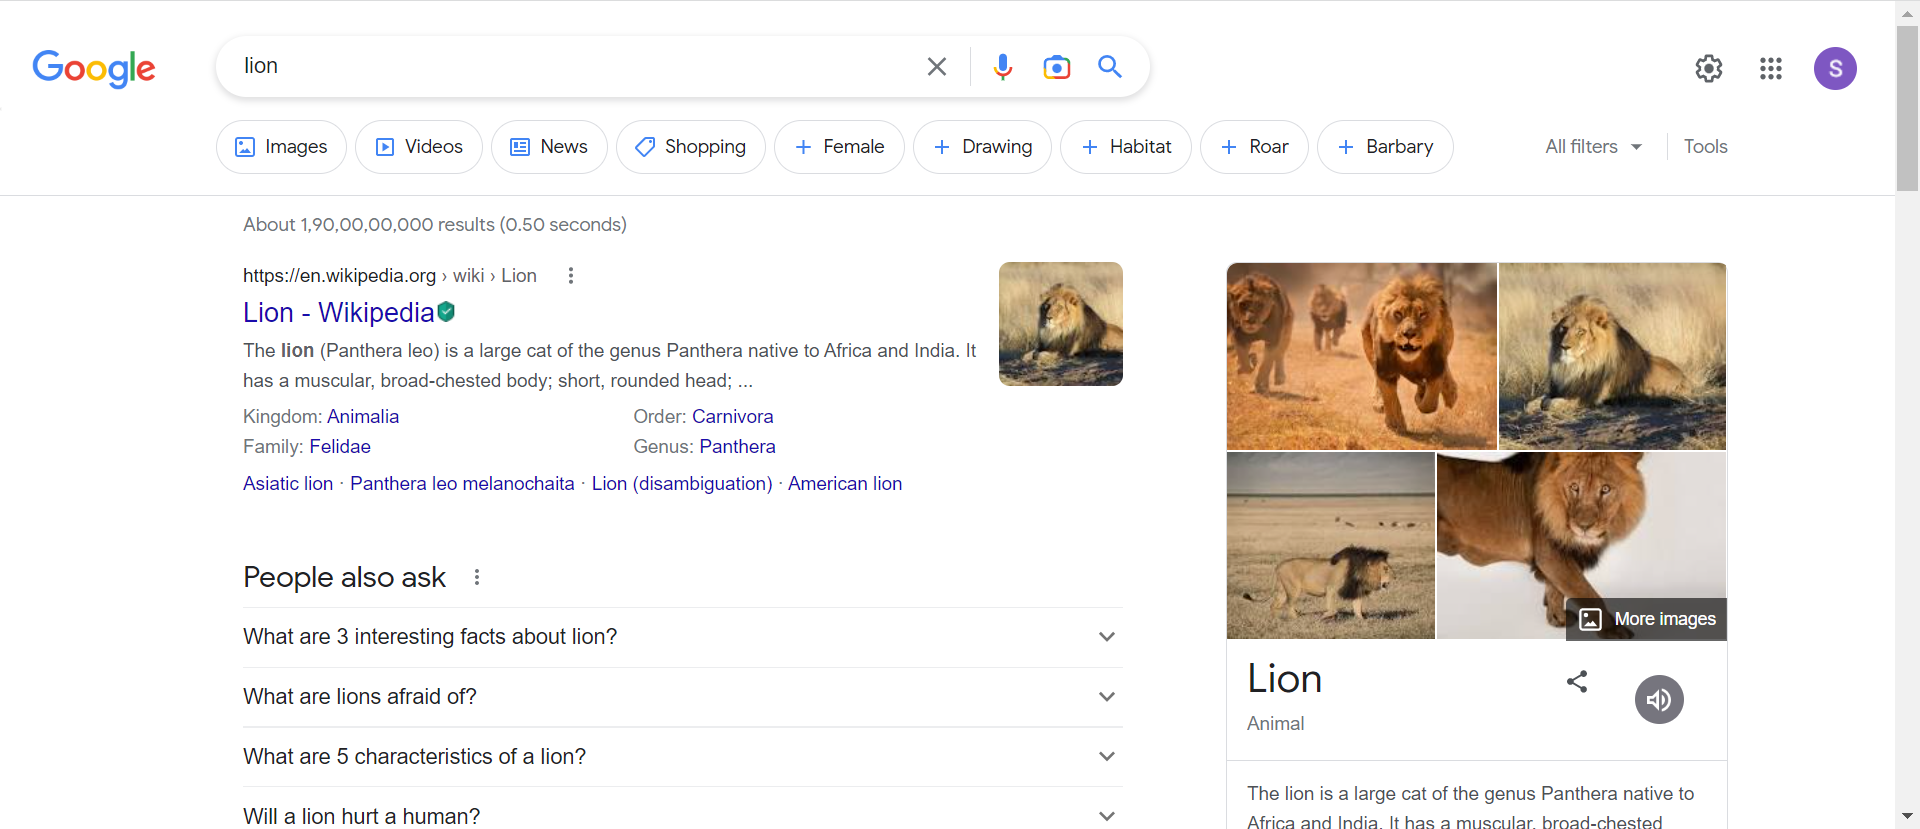 Google
lion
S
Images
Videos
News
Shopping
Female
Drawing
Habitat
Roar
Barbary
All filters
Tools
About 1,90,00,00,000 results (0.50 seconds)
https://en.wikipedia.org › wiki › Lion
Lion - Wikipedia
The lion (Panthera leo) is a large cat of the genus Panthera native to Africa and India. It
has a muscular, broad-chested body; short, rounded head; ...
Kingdom: Animalia
Order: Carnivora
Family: Felidae
Genus: Panthera
Asiatic lion · Panthera leo melanochaita · Lion (disambiguation) · American lion
People also ask
What are 3 interesting facts about lion?
What are lions afraid of?
What are 5 characteristics of a lion?
Will a lion hurt a human?
More images
Lion
Animal
The lion is a large cat of the genus Panthera native to
Africa and India. It has a muscular, broad-chested